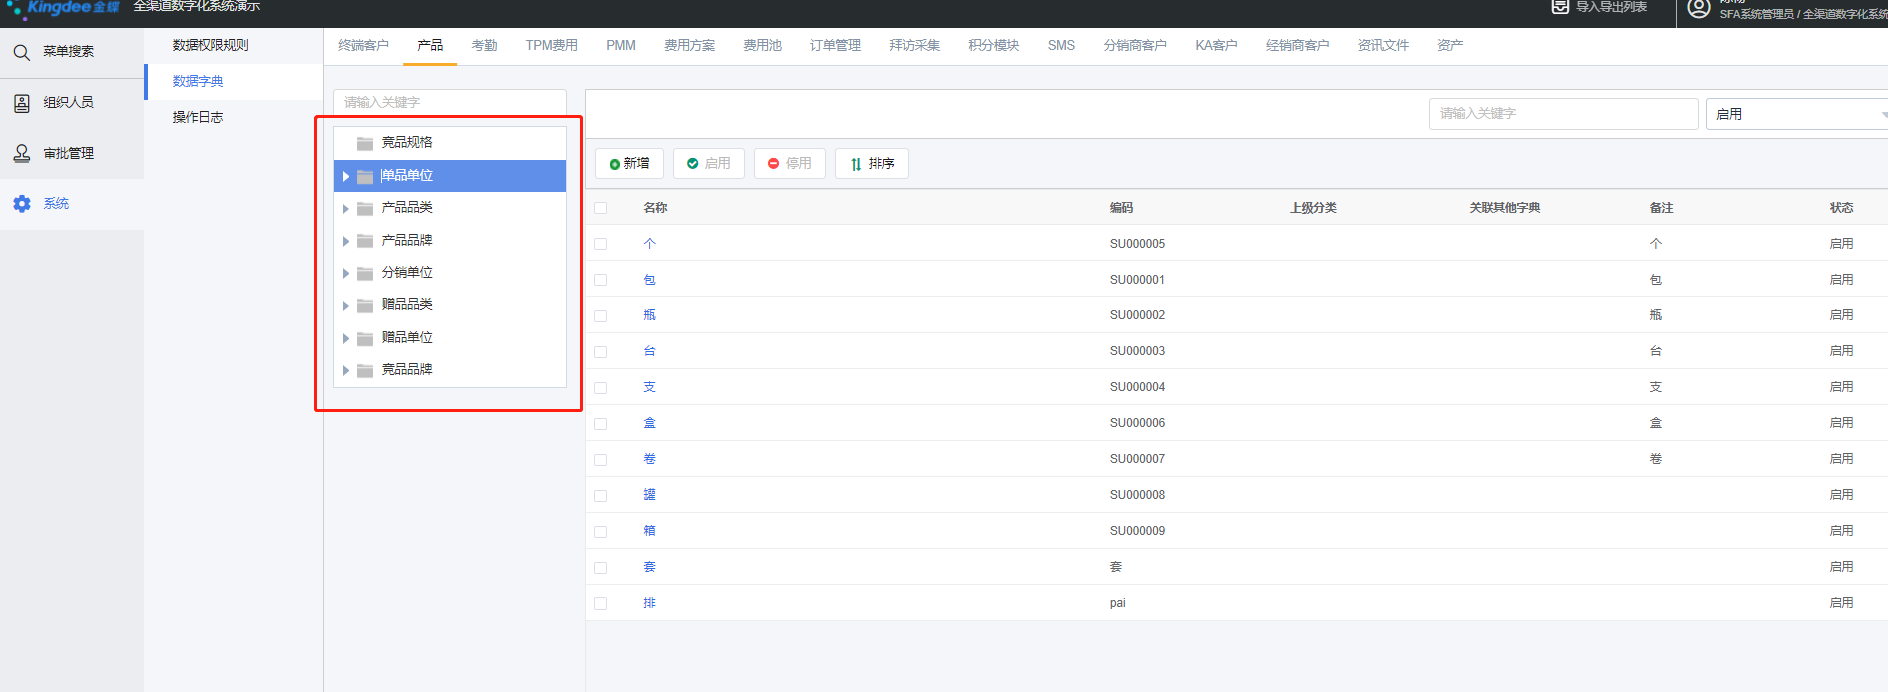 Kingdee金蝶 全渠道数字化系统演示
导入导出列表
SFA系统管理员 / 全渠道数字化系统
菜单搜索
组织人员
审批管理
系统
数据权限规则
数据字典
操作日志
终端客户 产品 考勤 TPM费用 PMM 费用方案 费用池 订单管理 拜访采集 积分模块 SMS 分销商客户 KA客户 经销商客户 资讯文件 资产
请输入关键字
竞品规格
单品单位
产品品类
产品品牌
分销单位
赠品品类
赠品单位
竞品品牌
请输入关键字 启用
新增 启用 停用 排序
名称 编码 上级分类 关联其他字典 备注 状态
个 SU000005 个 启用
包 SU000001 包 启用
瓶 SU000002 瓶 启用
台 SU000003 台 启用
支 SU000004 支 启用
盒 SU000006 盒 启用
卷 SU000007 卷 启用
罐 SU000008 启用
箱 SU000009 启用
套 套 启用
排 pai 启用